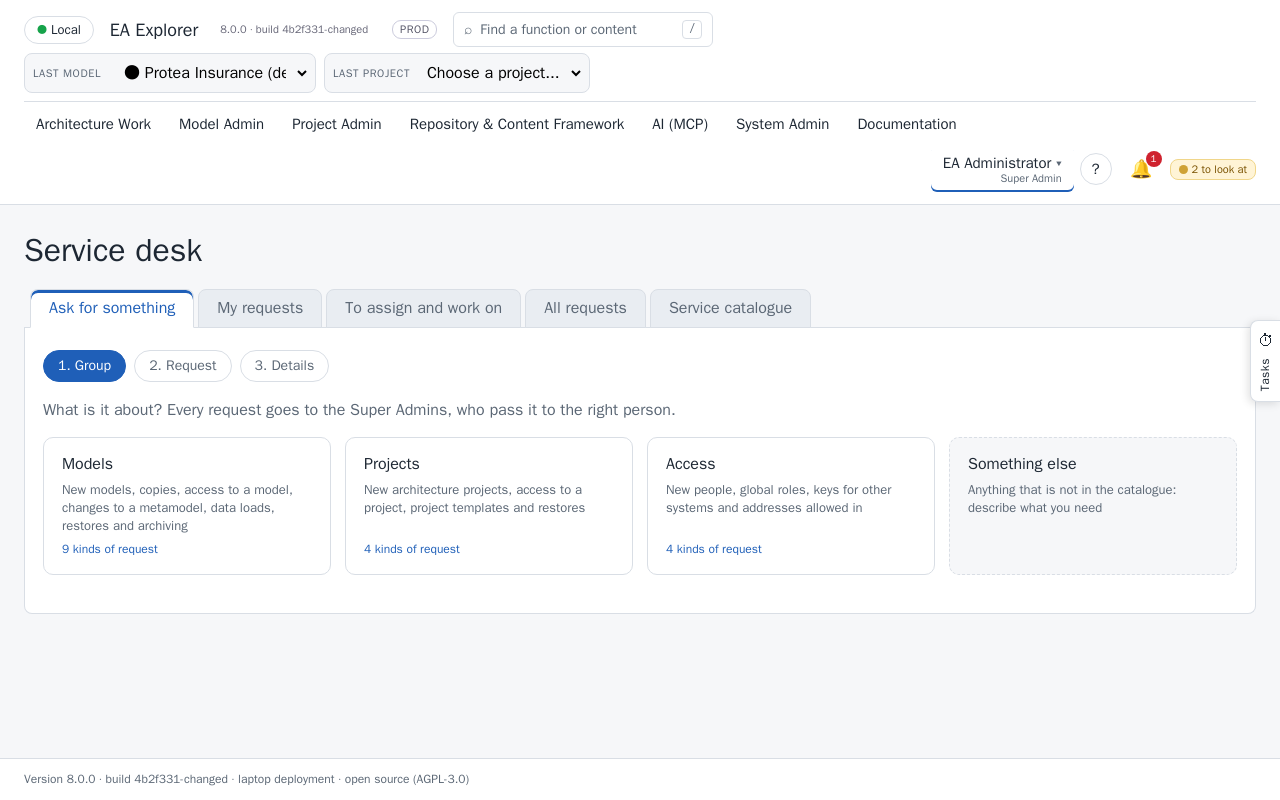 Local
EA Explorer
8.0.0 · build 4b2f331-changed
PROD
Find a function or content
/
LAST MODEL
Protea Insurance (de
LAST PROJECT
Choose a project...
Architecture Work
Model Admin
Project Admin
Repository & Content Framework
AI (MCP)
System Admin
Documentation
EA Administrator
Super Admin
?
1
2 to look at
Service desk
Ask for something
My requests
To assign and work on
All requests
Service catalogue
1. Group
2. Request
3. Details
What is it about? Every request goes to the Super Admins, who pass it to the right person.
Models
New models, copies, access to a model,
changes to a metamodel, data loads,
restores and archiving
9 kinds of request
Projects
New architecture projects, access to a
project, project templates and restores
4 kinds of request
Access
New people, global roles, keys for other
systems and addresses allowed in
4 kinds of request
Something else
Anything that is not in the catalogue:
describe what you need
Tasks
Version 8.0.0 · build 4b2f331-changed · laptop deployment · open source (AGPL-3.0)